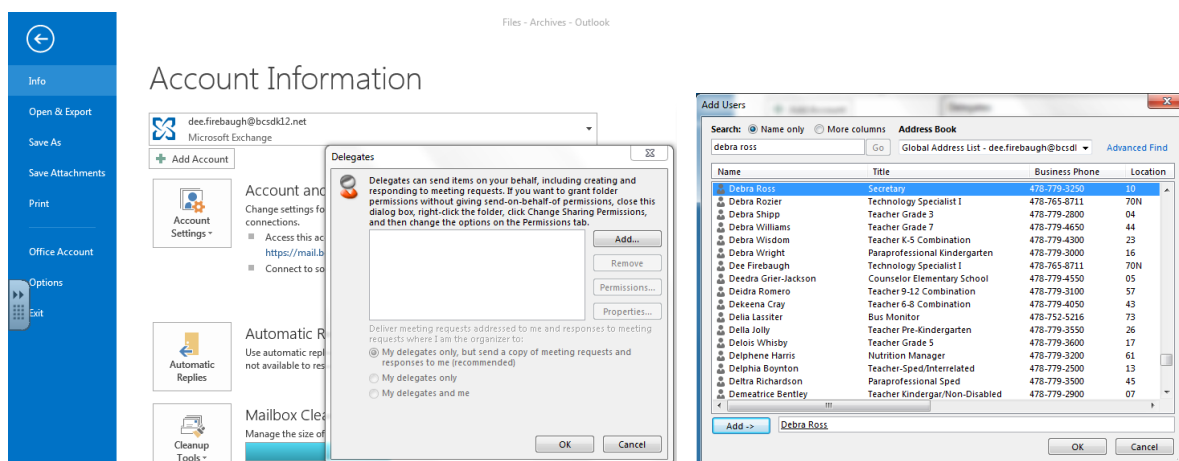 Files - Archives - Outlook
Info
Open & Export
Save As
Save Attachments
Print
Office Account
Options
Exit
Account Information
dee.firebaugh@bcsdk12.net
Microsoft Exchange
Add Account
Account
Settings
Account and
Change settings fo
connections.
Access this ac
https://mail.b
Connect to so
Automatic
Replies
Automatic R
Use automatic repl
not available to res
Cleanup
Tools
Mailbox Clea
Manage the size of
Delegates
Delegates can send items on your behalf, including creating and
responding to meeting requests. If you want to grant folder
permissions without giving send-on-behalf-of permissions, close this
dialog box, right-click the folder, click Change Sharing Permissions,
and then change the options on the Permissions tab.
Add...
Remove
Permissions...
Properties...
Deliver meeting requests addressed to me and responses to meeting
requests where I am the organizer to:
My delegates only, but send a copy of meeting requests and
responses to me (recommended)
My delegates only
My delegates and me
OK Cancel
Add Users
Search: Name only More columns Address Book
debra ross Go Global Address List - dee.firebaugh@bcsdl Advanced Find
Name Title Business Phone Location
Debra Ross Secretary 478-779-3250 10
Debra Rozier Technology Specialist I 478-765-8711 70N
Debra Shipp Teacher Grade 3 478-779-2800 04
Debra Williams Teacher Grade 7 478-779-4650 44
Debra Wisdom Teacher K-5 Combination 478-779-4300 23
Debra Wright Paraprofessional Kindergarten 478-779-3000 16
Dee Firebaugh Technology Specialist I 478-765-8711 70N
Deedra Grier-Jackson Counselor Elementary School 478-779-4550 05
Deidra Romero Teacher 9-12 Combination 478-779-3100 57
Dekeena Cray Teacher 6-8 Combination 478-779-4050 43
Delia Lassiter Bus Monitor 478-752-5216 73
Della Jolly Teacher Pre-Kindergarten 478-779-3550 26
Delois Whisby Teacher Grade 5 478-779-3600 17
Delphene Harris Nutrition Manager 478-779-3200 61
Delphia Boynton Teacher-Sped/Interrelated 478-779-2500 13
Deltra Richardson Paraprofessional Sped 478-779-3500 45
Demeatrice Bentley Teacher Kindergar/Non-Disabled 478-779-2900 07
Add -> Debra Ross
OK Cancel